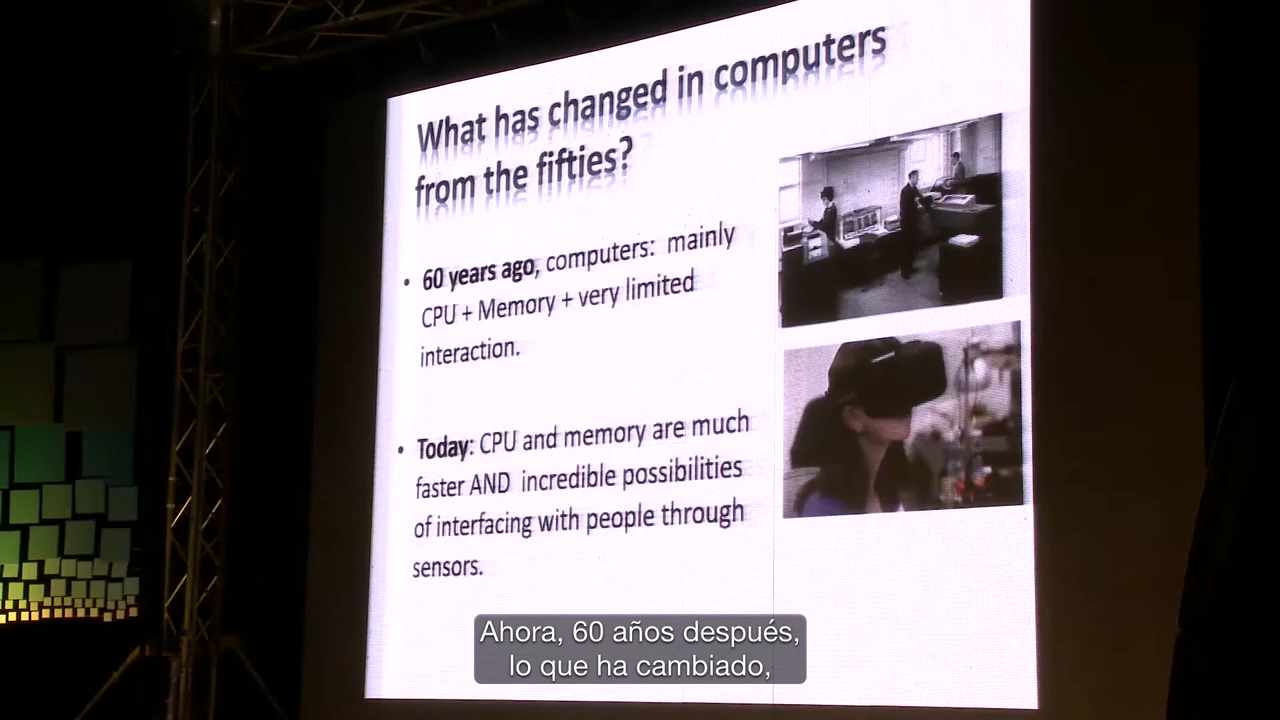 What has changed in computers
from the fifties?
• 60 years ago, computers: mainly
CPU + Memory + very limited
interaction.
• Today: CPU and memory are much
faster AND incredible possibilities
of interfacing with people through
sensors.
Ahora, 60 años después,
lo que ha cambiado,